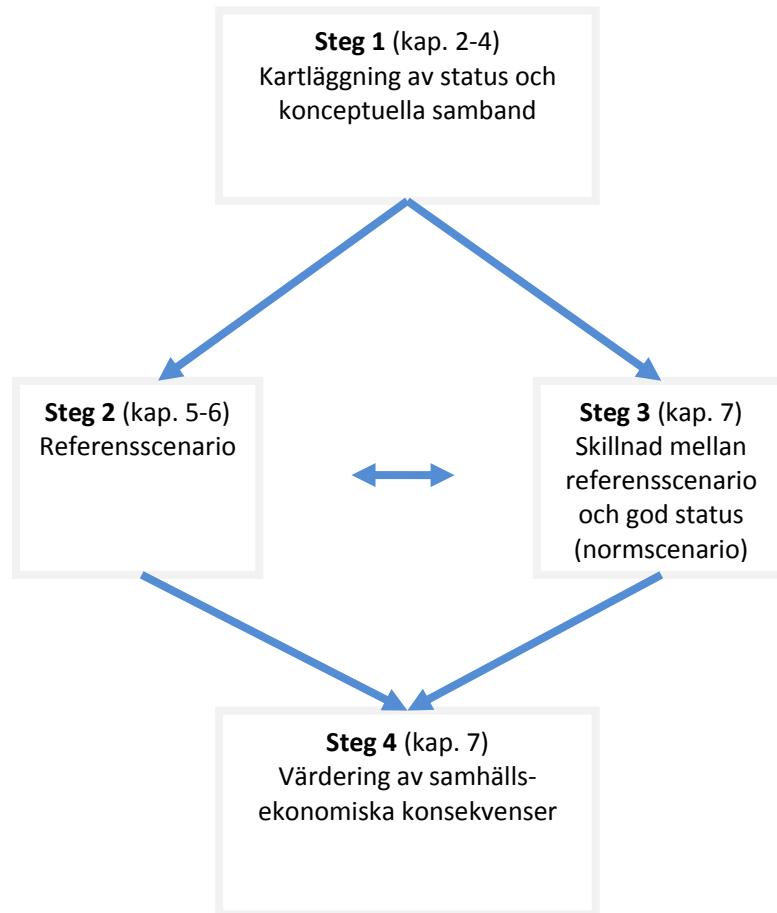 Steg 1 (kap. 2-4)
Kartläggning av status och
konceptuella samband
Steg 2 (kap. 5-6)
Referensscenario
Steg 3 (kap. 7)
Skillnad mellan
referensscenario
och god status
(normscenario)
Steg 4 (kap. 7)
Värdering av samhälls-
ekonomiska konsekvenser